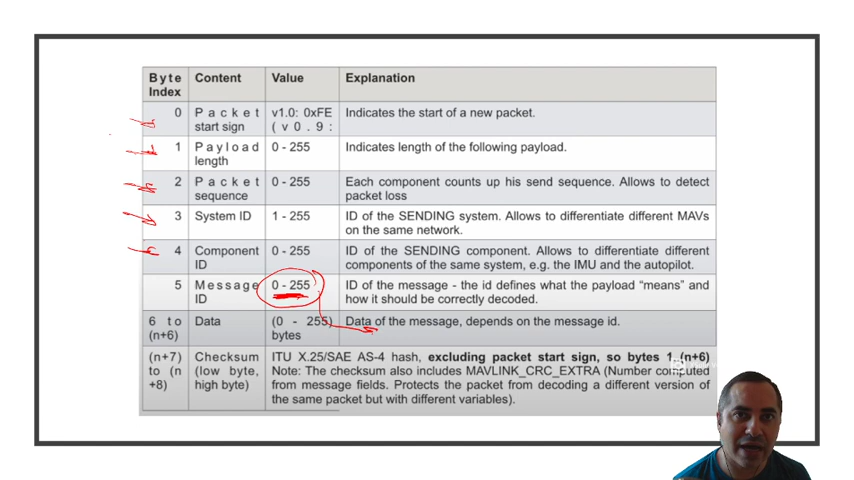 Byte Index Content Value Explanation
0 Packet start sign v1.0: 0xFE (v0.9: Indicates the start of a new packet.
1 Payload length 0 - 255 Indicates length of the following payload.
2 Packet sequence 0 - 255 Each component counts up his send sequence. Allows to detect packet loss
3 System ID 1 - 255 ID of the SENDING system. Allows to differentiate different MAVs on the same network.
4 Component ID 0 - 255 ID of the SENDING component. Allows to differentiate different components of the same system, e.g. the IMU and the autopilot.
5 Message ID 0 - 255 ID of the message - the id defines what the payload “means” and how it should be correctly decoded.
6 to (n+6) Data (0 - 255) bytes Data of the message, depends on the message id.
(n+7) to (n+8) Checksum (low byte, high byte) ITU X.25/SAE AS-4 hash, excluding packet start sign, so bytes 1 (n+6) Note: The checksum also includes MAVLINK_CRC_EXTRA (Number computed from message fields. Protects the packet from decoding a different version of the same packet but with different variables).